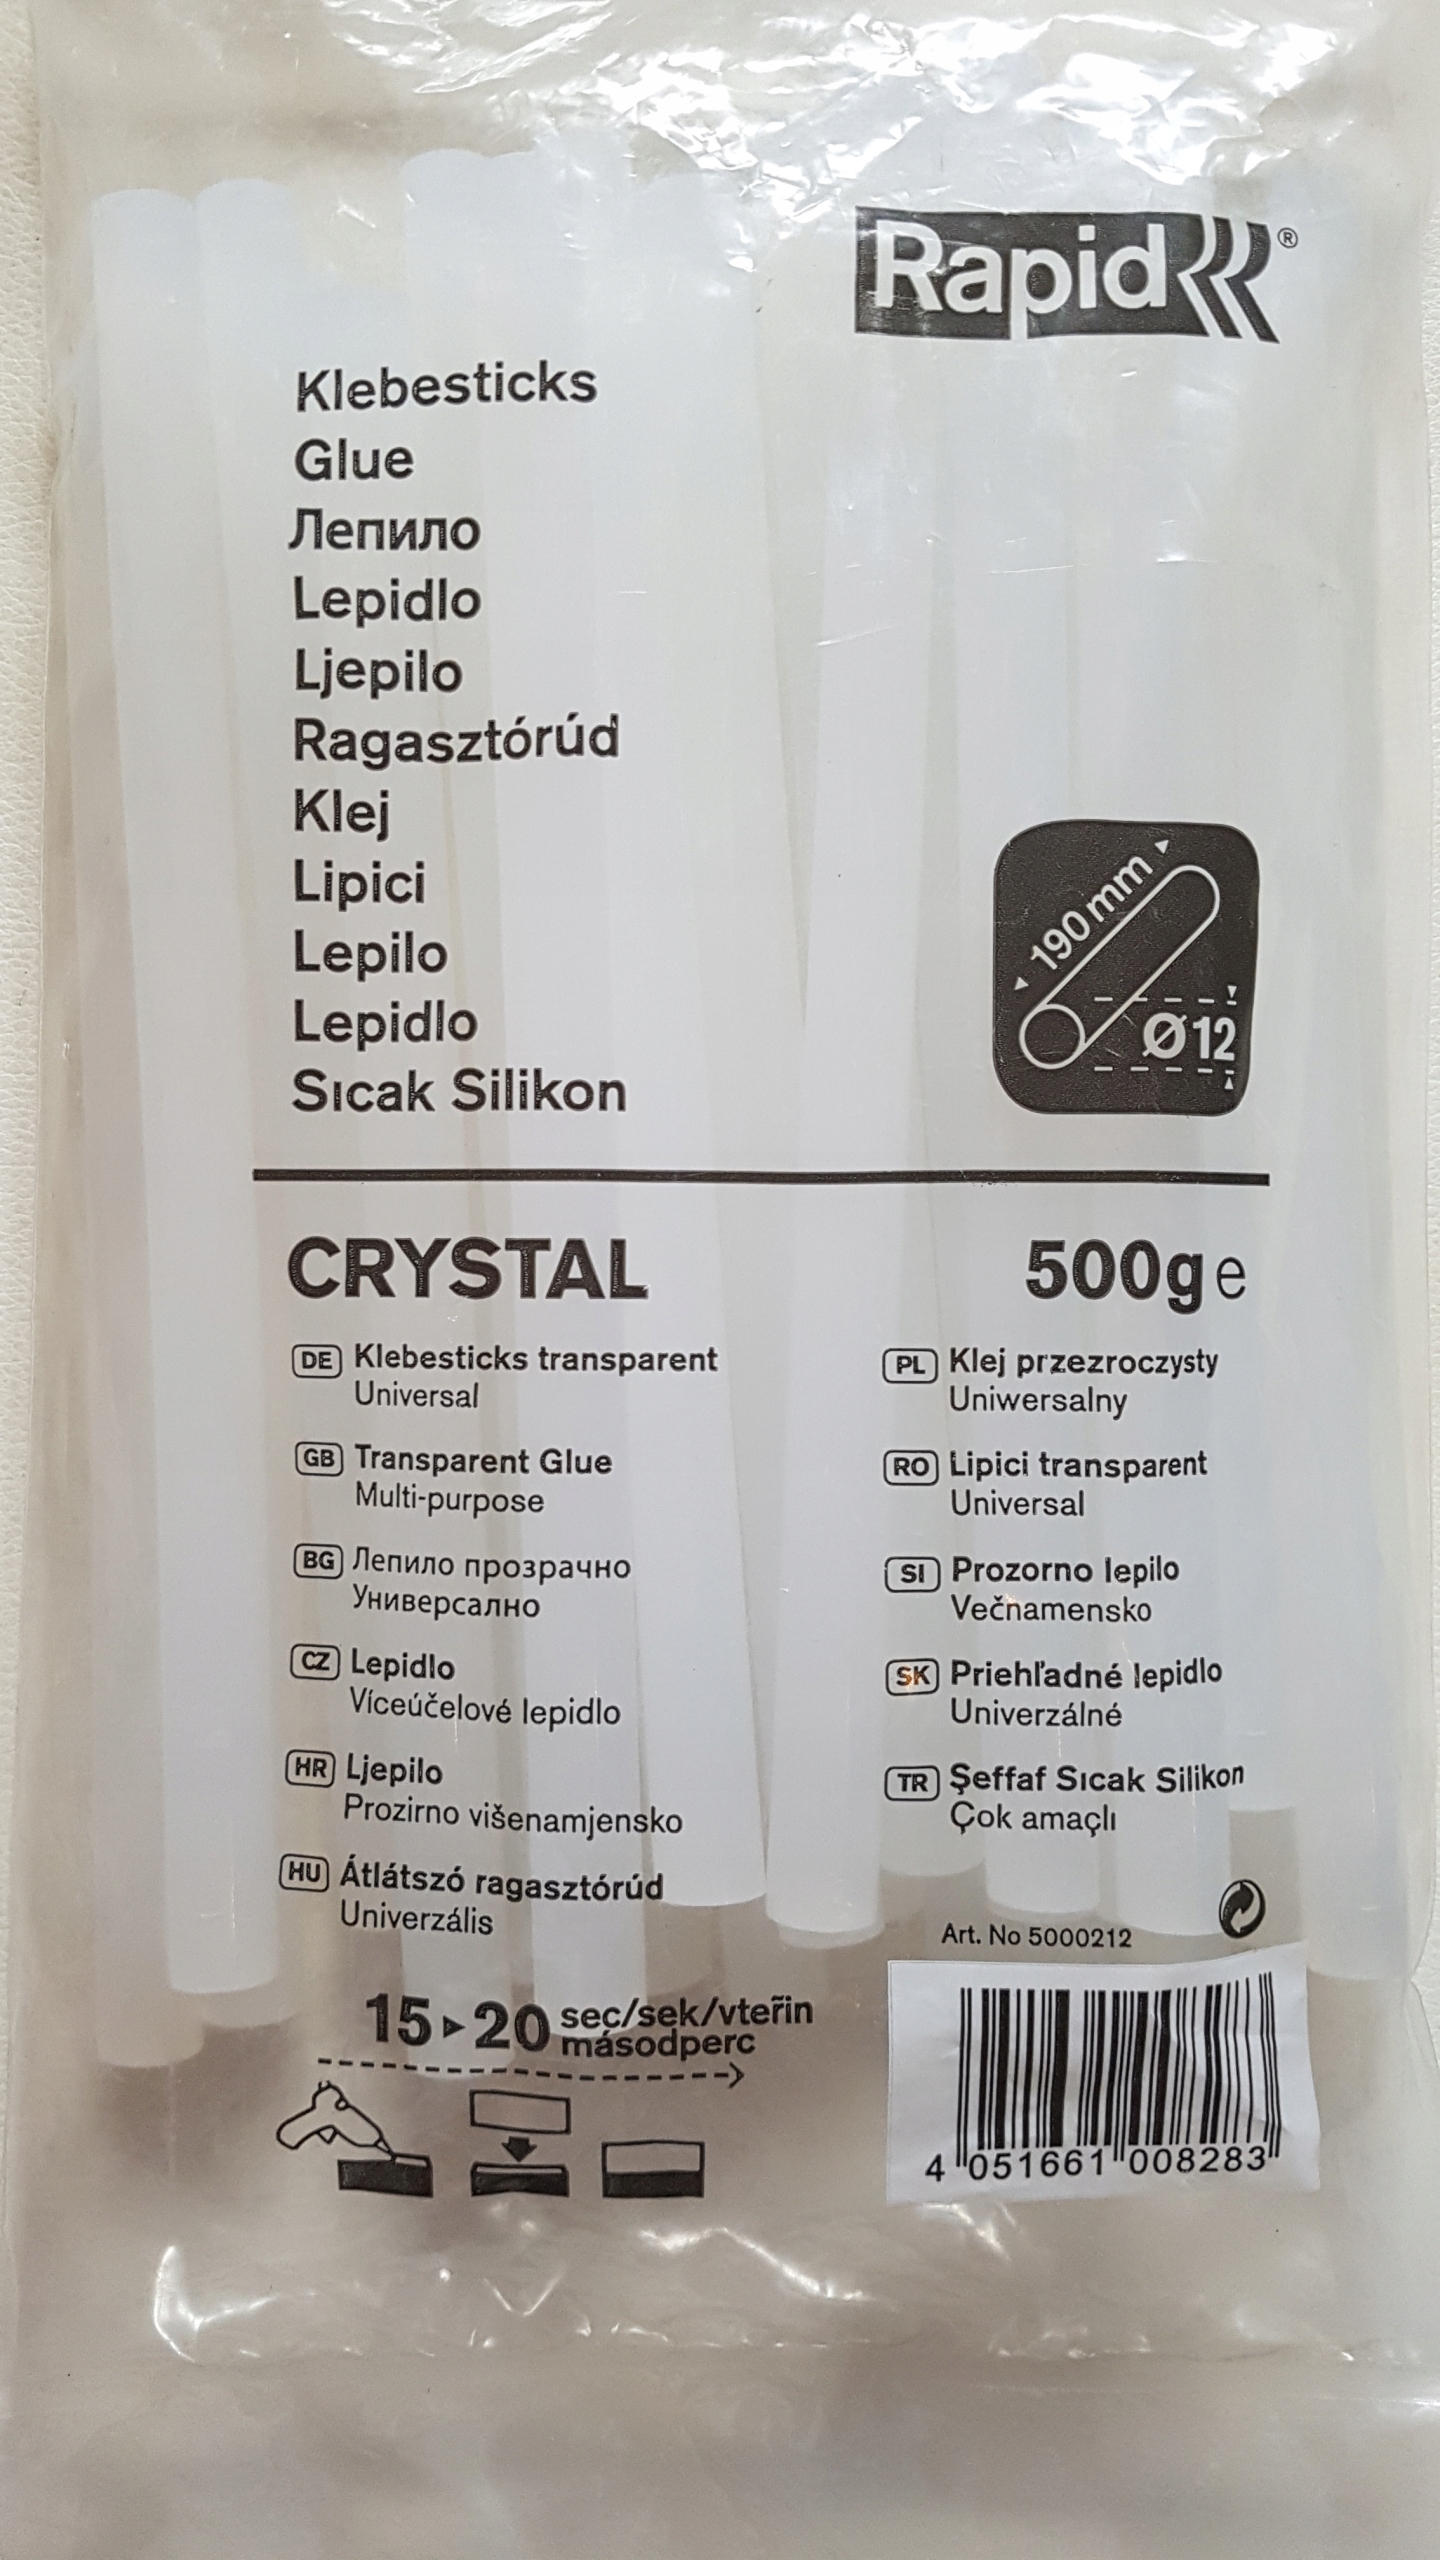 Rapid®
Klebesticks
Glue
Лепило
Lepidlo
Ljepilo
Ragasztórúd
Klej
Lipici
Lepilo
Lepidlo
Sıcak Silikon
190mm
Ø12
CRYSTAL
500g e
DE Klebesticks transparent
Universal
GB Transparent Glue
Multi-purpose
BG Лепило прозрачно
Универсално
CZ Lepidlo
Víceúčelové lepidlo
HR Ljepilo
Prozirno višenamjensko
HU Átlátszó ragasztórúd
Univerzális
PL Klej przezroczysty
Uniwersalny
RO Lipici transparent
Universal
SI Prozorno lepilo
Večnamensko
SK Priehľadné lepidlo
Univerzálné
TR Şeffaf Sıcak Silikon
Çok amaçlı
Art. No 5000212
15▸20 sec/sek/vteřin
másodperc
4 051661 008283